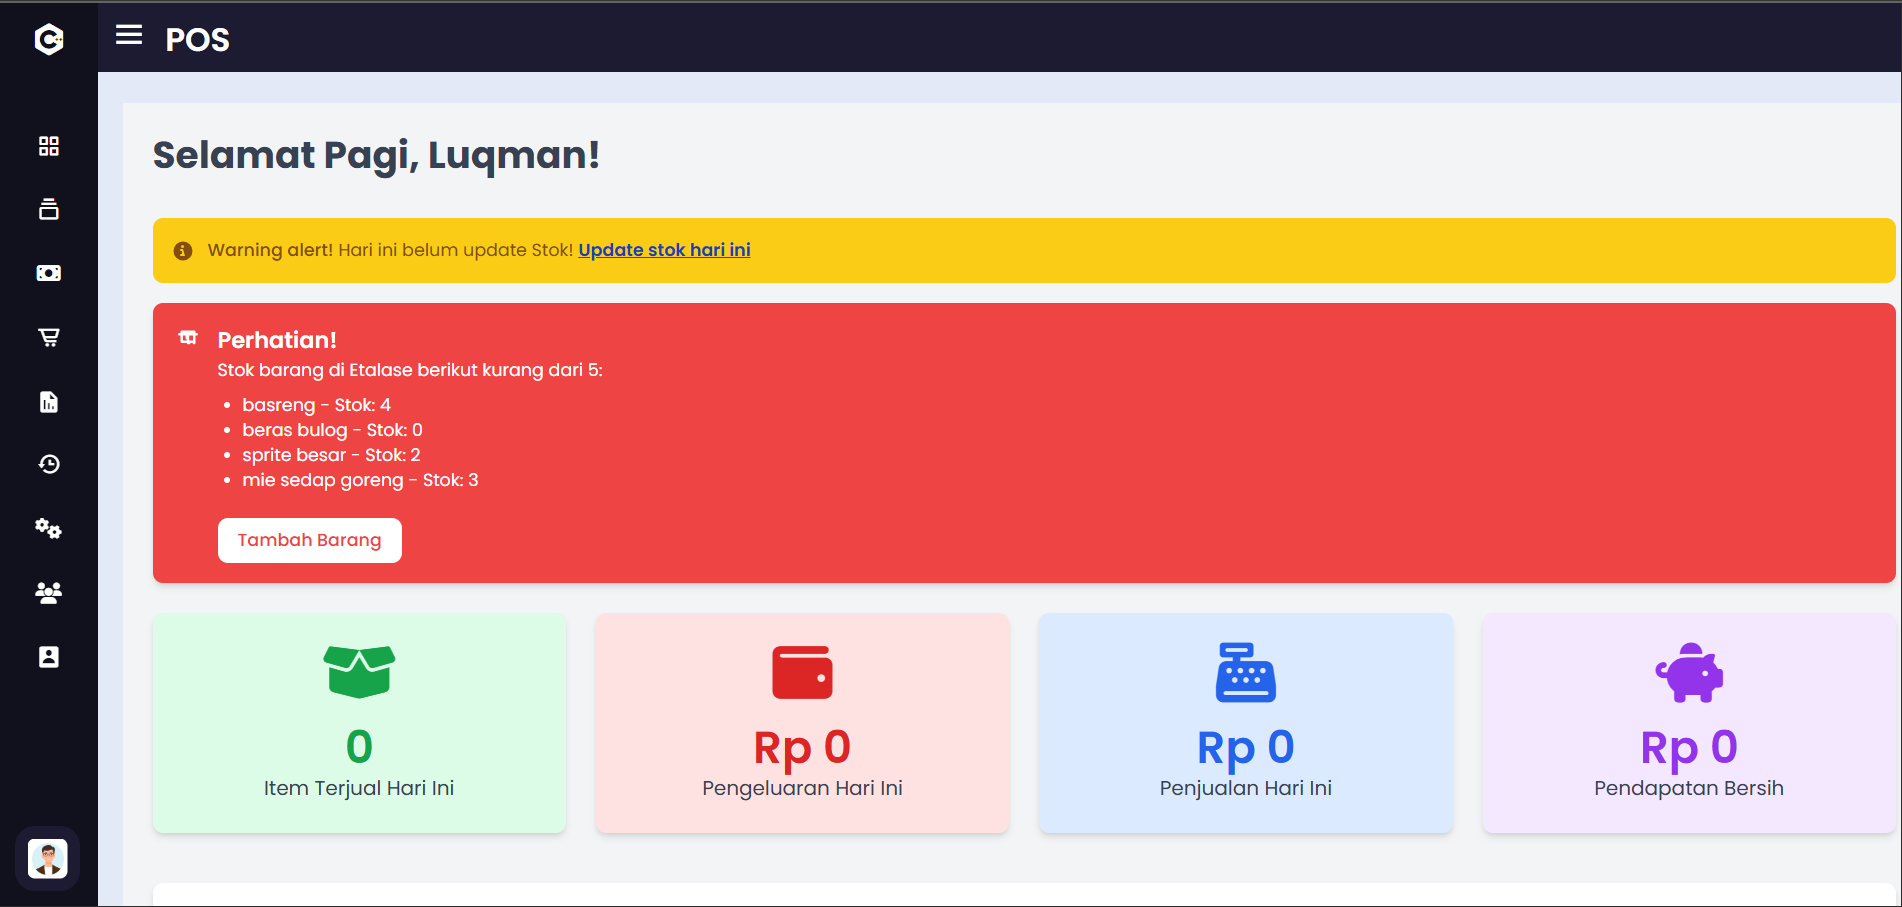 POS
Selamat Pagi, Luqman!
Warning alert! Hari ini belum update Stok! Update stok hari ini
Perhatian!
Stok barang di Etalase berikut kurang dari 5:
• basreng - Stok: 4
• beras bulog - Stok: 0
• sprite besar - Stok: 2
• mie sedap goreng - Stok: 3
Tambah Barang
0
Item Terjual Hari Ini
Rp 0
Pengeluaran Hari Ini
Rp 0
Penjualan Hari Ini
Rp 0
Pendapatan Bersih